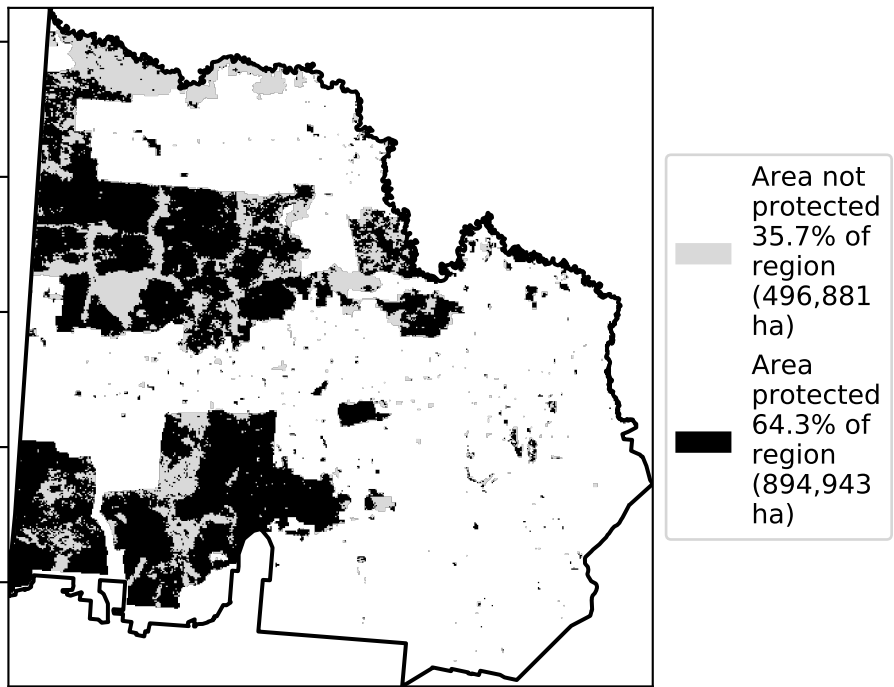 Area not
protected
35.7% of
region
(496,881
ha)
Area
protected
64.3% of
region
(894,943
ha)